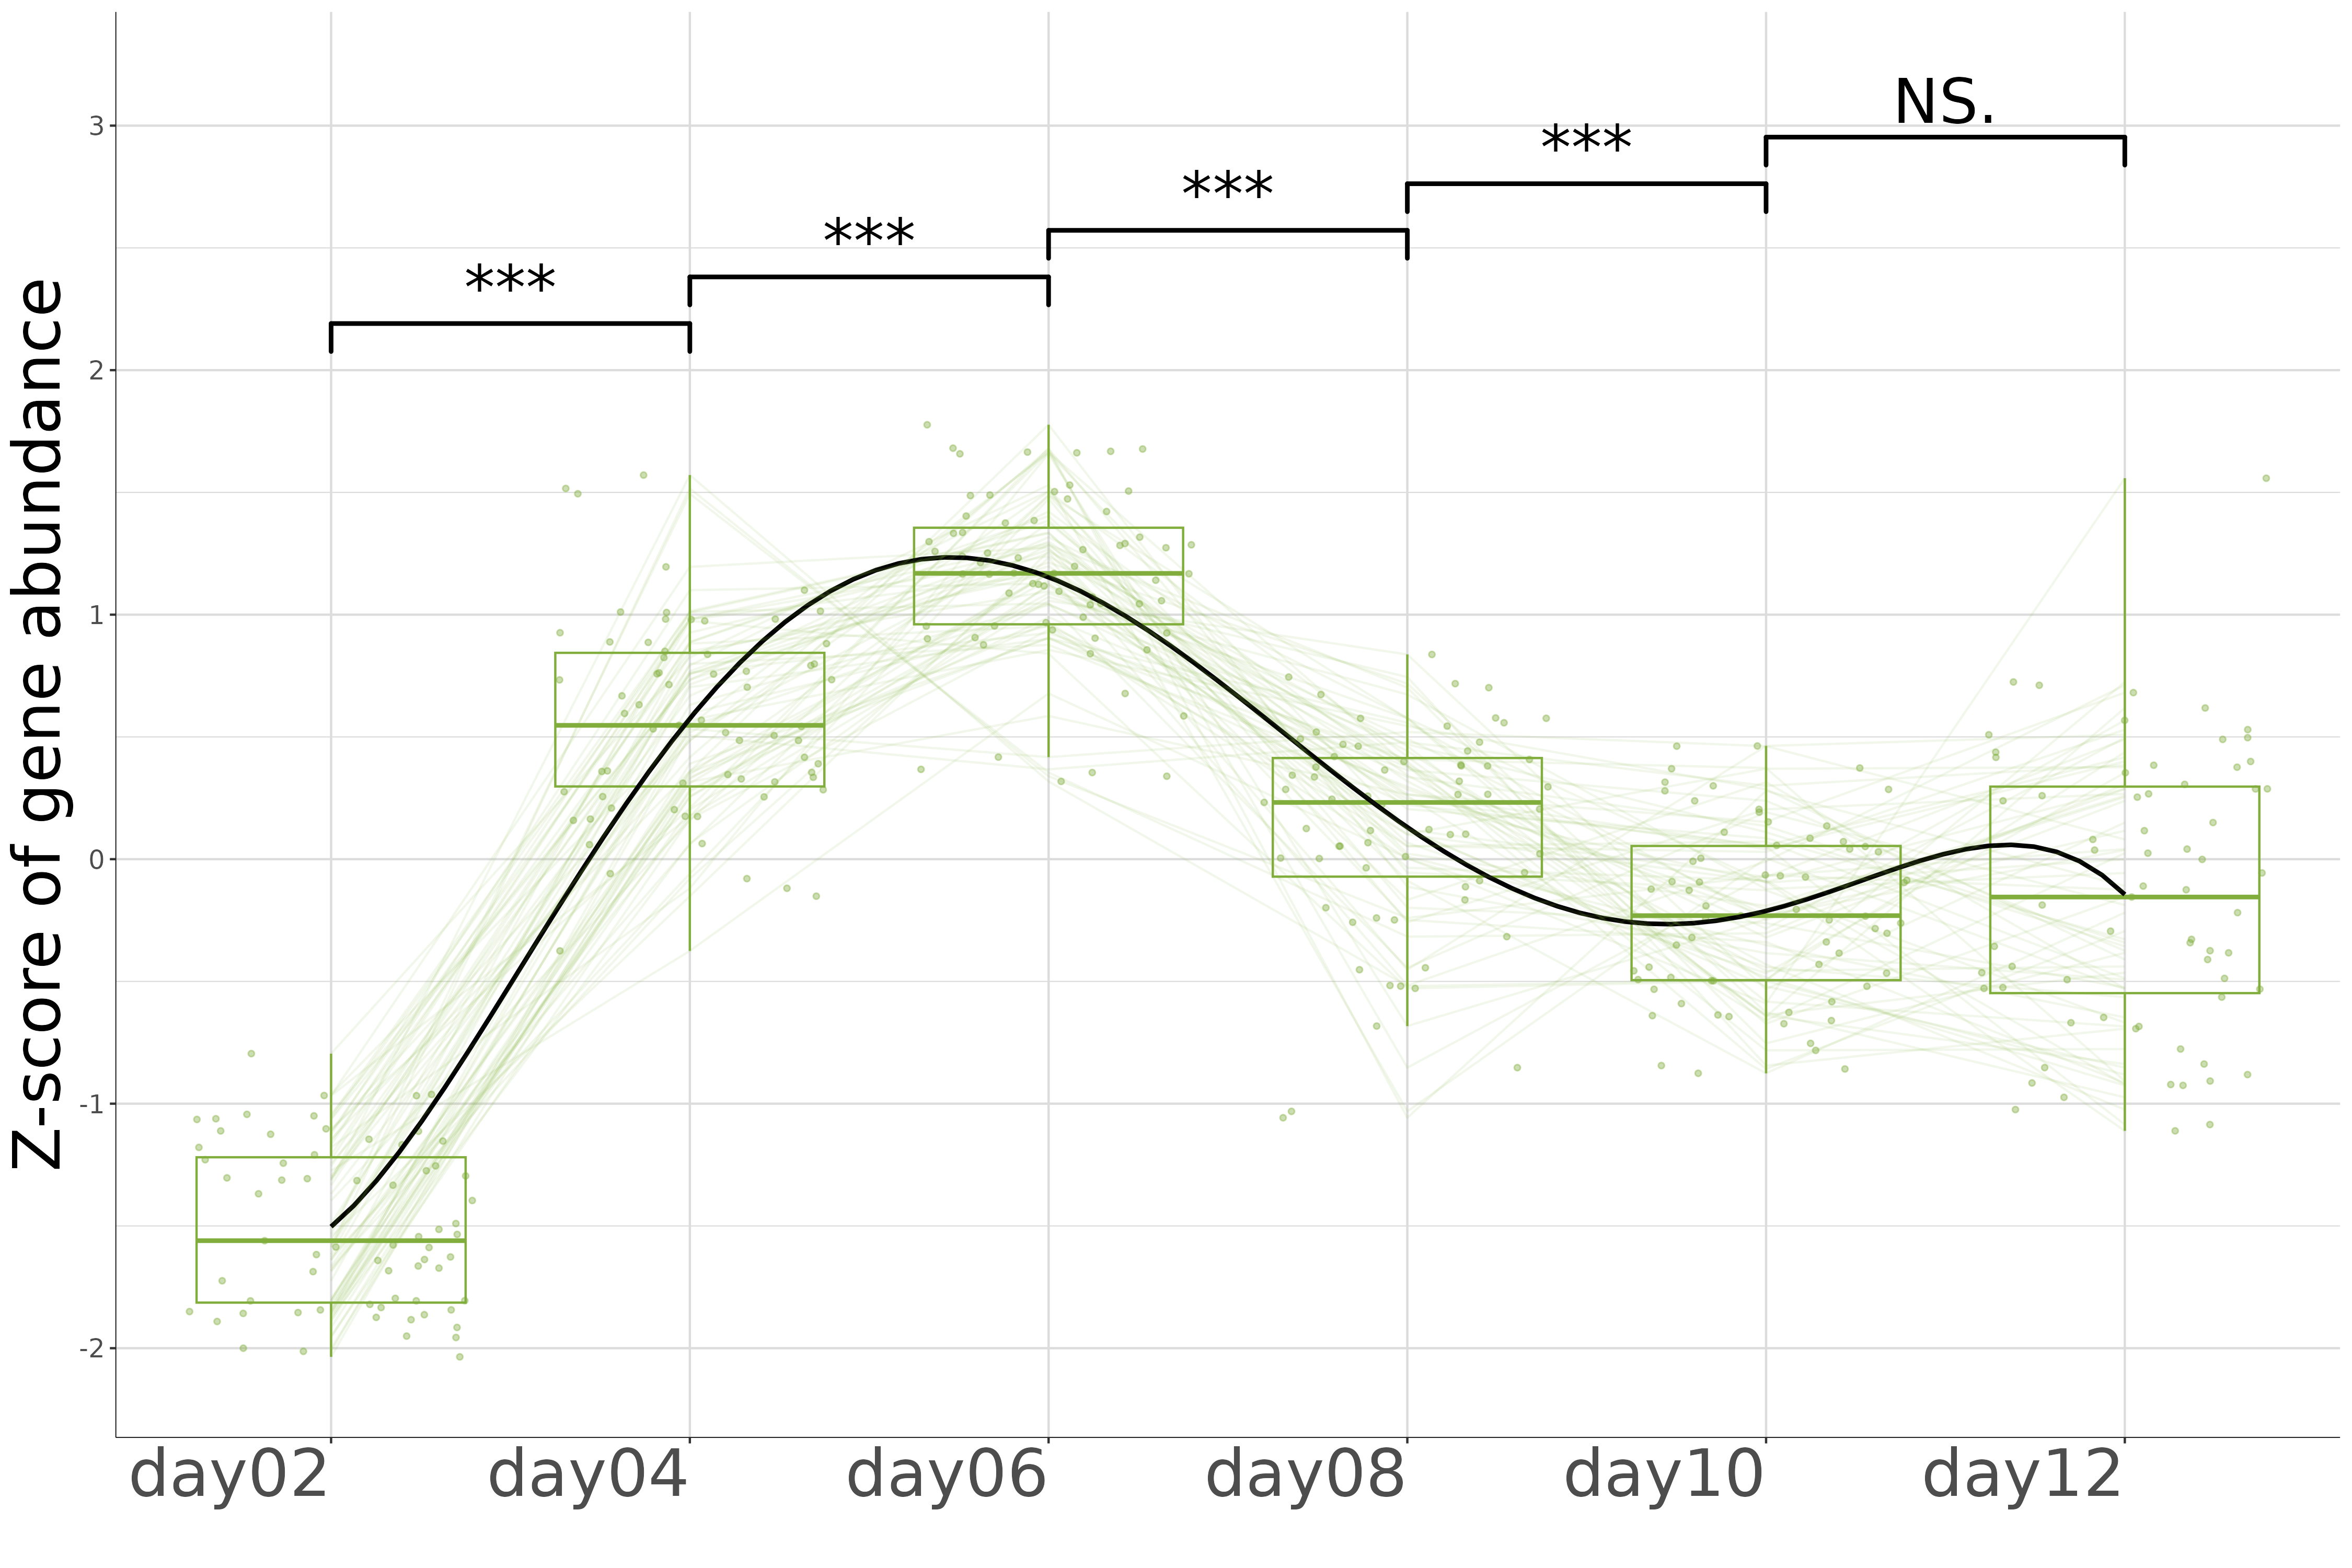 Z-score of gene abundance
3
2
1
0
-1
-2
NS.
***
***
***
***
day02
day04
day06
day08
day10
day12